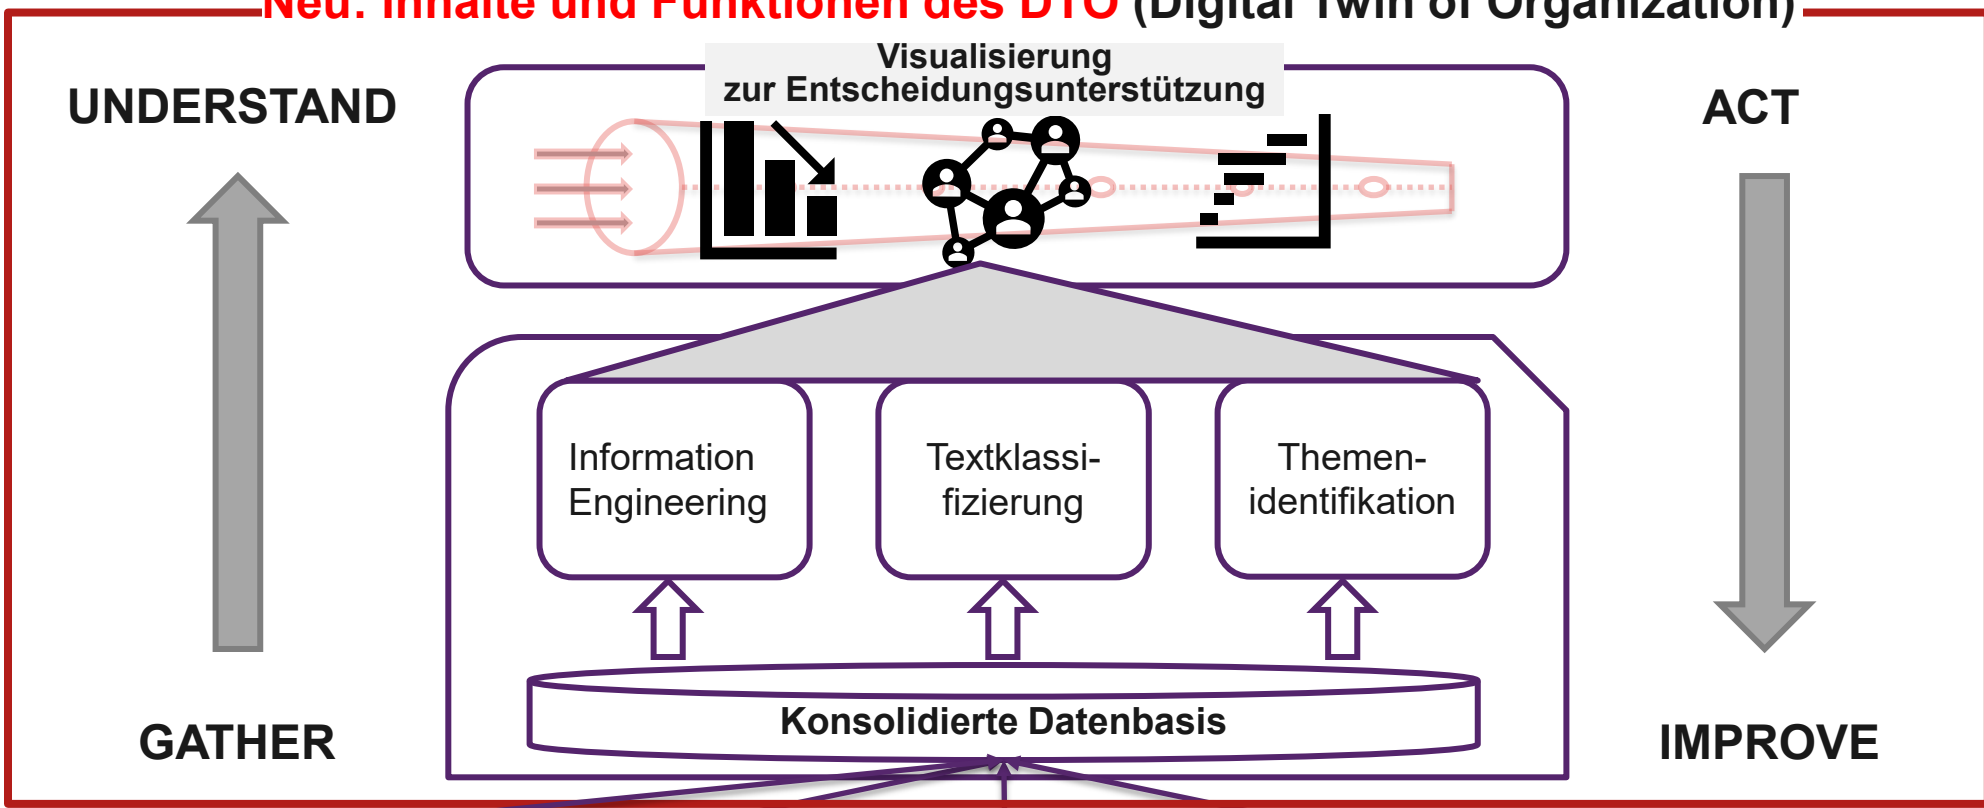 Neu: Inhalte und Funktionen des DTO (Digital Twin of Organization)
Visualisierung
zur Entscheidungsunterstützung
UNDERSTAND
ACT
Information
Engineering
Textklassi-
fizierung
Themen-
identifikation
Konsolidierte Datenbasis
GATHER
IMPROVE